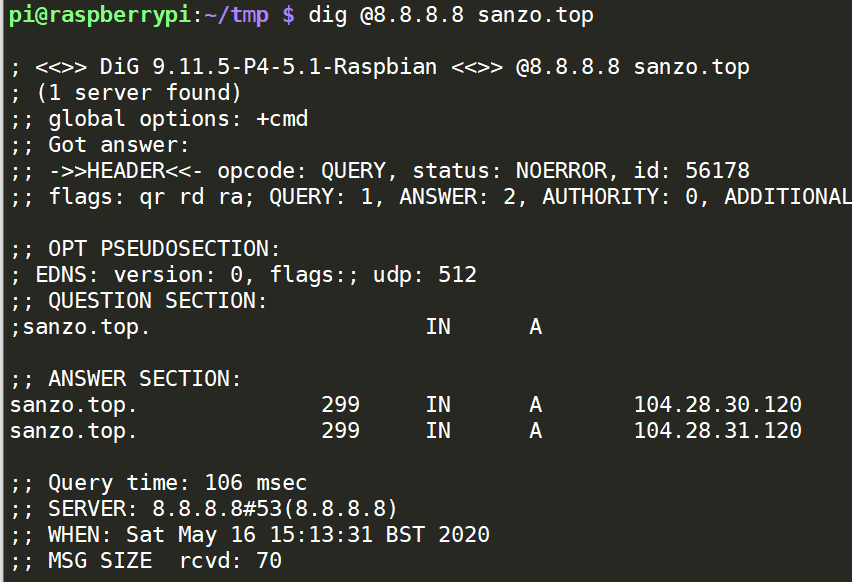 pi@raspberrypi:~/tmp $ dig @8.8.8.8 sanzo.top
; <<>> DiG 9.11.5-P4-5.1-Raspbian <<>> @8.8.8.8 sanzo.top
; (1 server found)
;; global options: +cmd
;; Got answer:
;; ->>HEADER<<- opcode: QUERY, status: NOERROR, id: 56178
;; flags: qr rd ra; QUERY: 1, ANSWER: 2, AUTHORITY: 0, ADDITIONAL
;; OPT PSEUDOSECTION:
; EDNS: version: 0, flags:; udp: 512
;; QUESTION SECTION:
;sanzo.top. IN A
;; ANSWER SECTION:
sanzo.top. 299 IN A 104.28.30.120
sanzo.top. 299 IN A 104.28.31.120
;; Query time: 106 msec
;; SERVER: 8.8.8.8#53(8.8.8.8)
;; WHEN: Sat May 16 15:13:31 BST 2020
;; MSG SIZE rcvd: 70